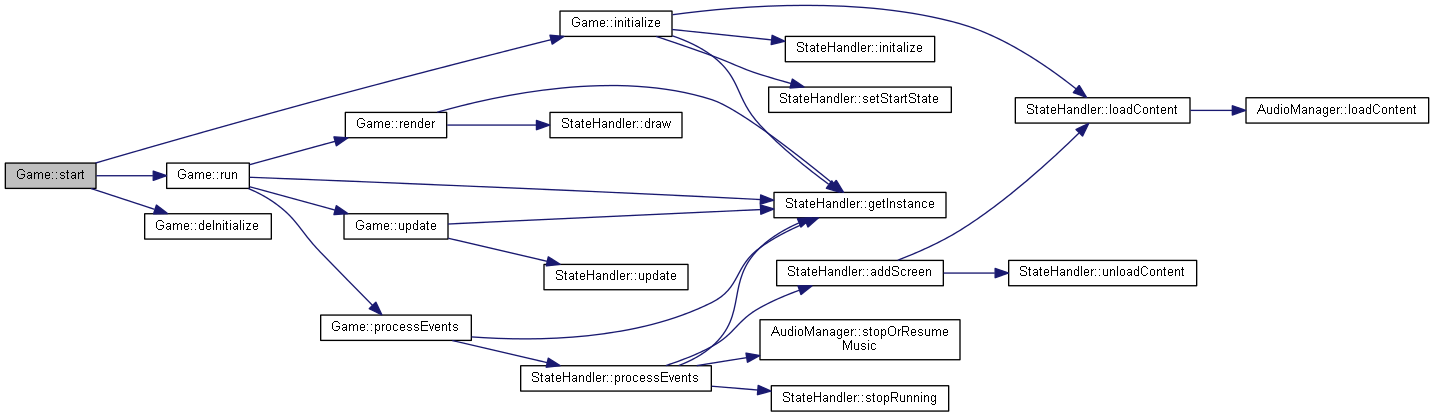 Game::initialize
StateHandler::initalize
StateHandler::setStartState
StateHandler::loadContent
AudioManager::loadContent
Game::render
StateHandler::draw
Game::start
Game::run
StateHandler::getInstance
Game::deInitialize
Game::update
StateHandler::update
StateHandler::addScreen
StateHandler::unloadContent
Game::processEvents
AudioManager::stopOrResume
Music
StateHandler::processEvents
StateHandler::stopRunning